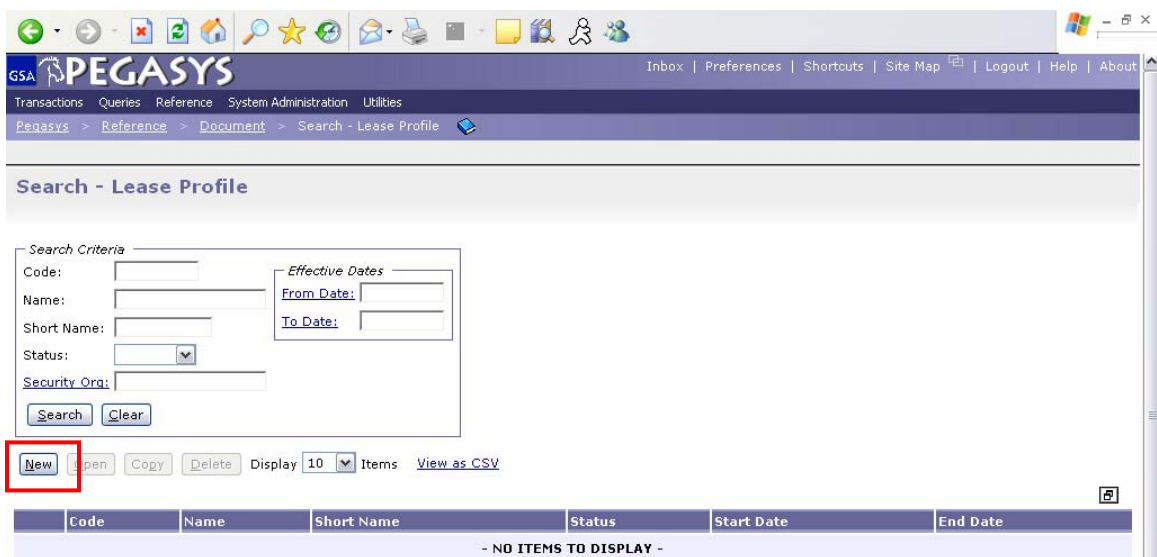 GSA PEGASYS
Inbox | Preferences | Shortcuts | Site Map | Logout | Help | About
Transactions Queries Reference System Administration Utilities
Pegasys > Reference > Document > Search - Lease Profile
Search - Lease Profile
Search Criteria
Code:
Name:
Short Name:
Status:
Security Org:
Effective Dates
From Date:
To Date:
Search Clear
New Open Copy Delete Display 10 Items View as CSV
Code Name Short Name Status Start Date End Date
- NO ITEMS TO DISPLAY -